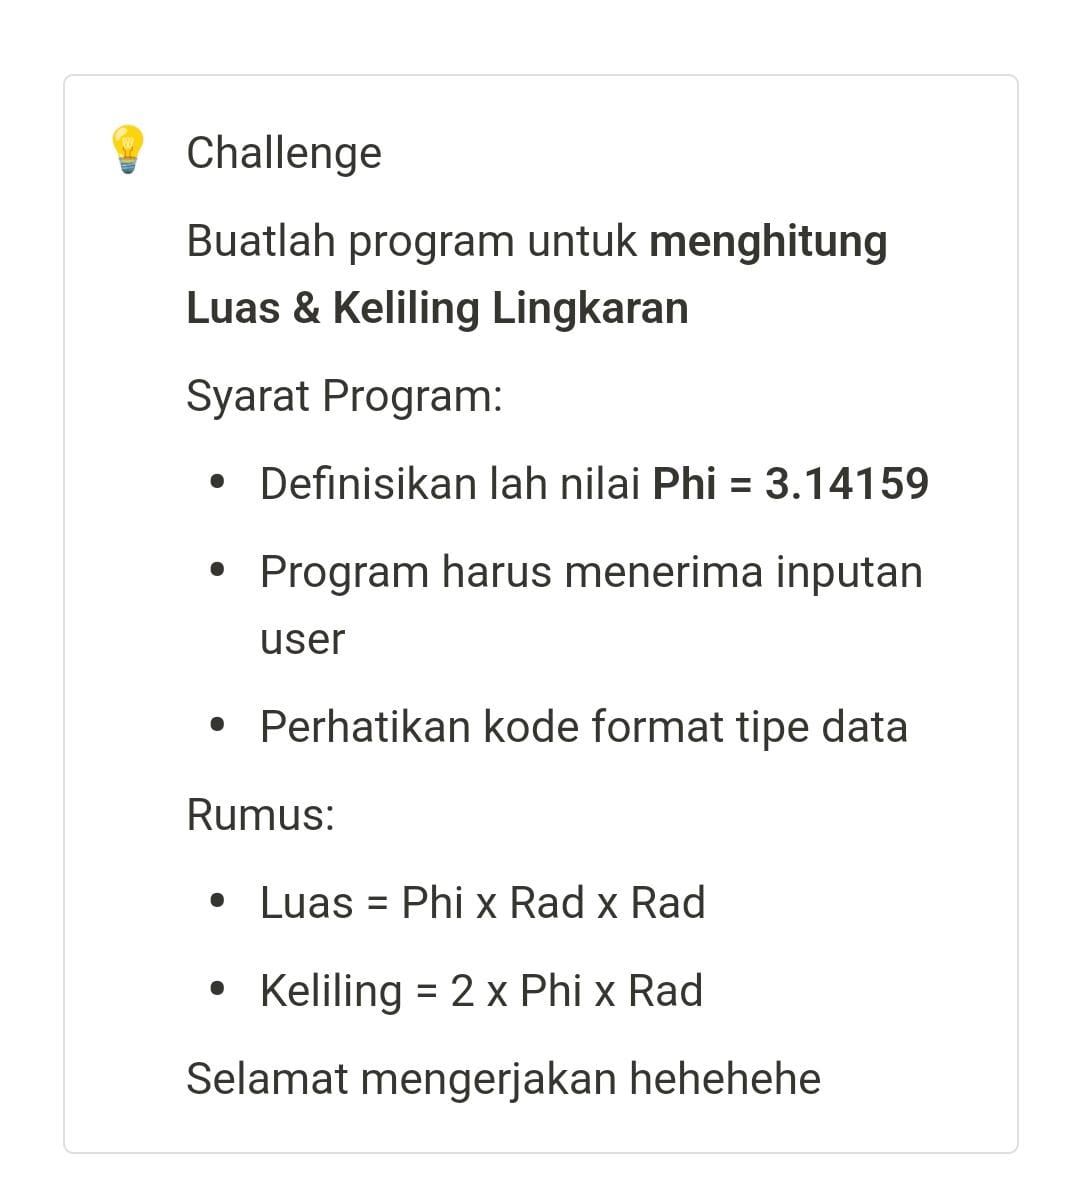 💡 Challenge
Buatlah program untuk menghitung
Luas & Keliling Lingkaran
Syarat Program:
• Definisikan lah nilai Phi = 3.14159
• Program harus menerima inputan
user
• Perhatikan kode format tipe data
Rumus:
• Luas = Phi x Rad x Rad
• Keliling = 2 x Phi x Rad
Selamat mengerjakan hehehehe